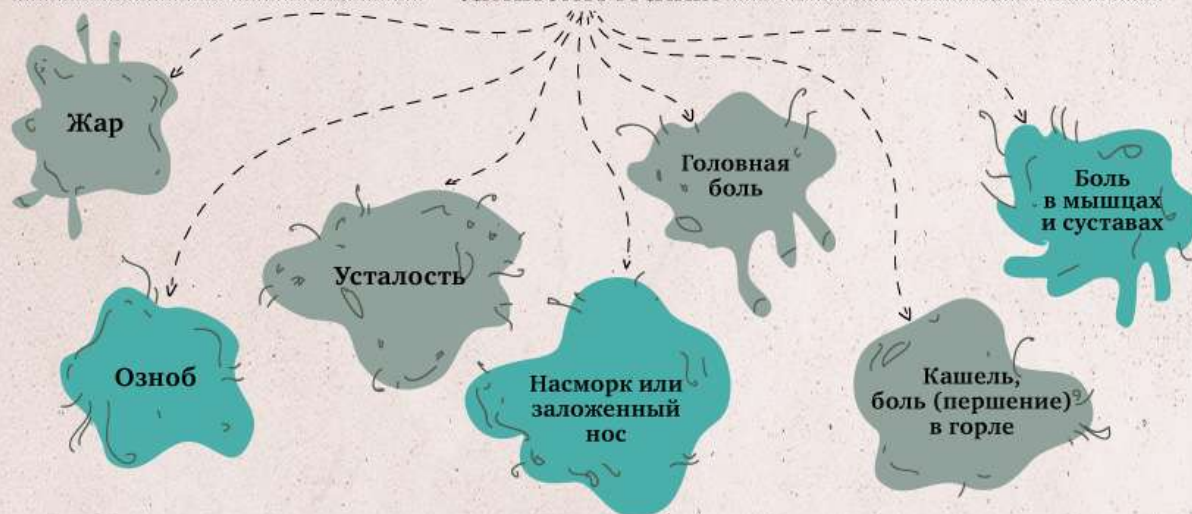 Жар
Озноб
Усталость
Насморк или
заложенный
нос
Головная
боль
Кашель,
боль (першение)
в горле
Боль
в мышцах
и суставах